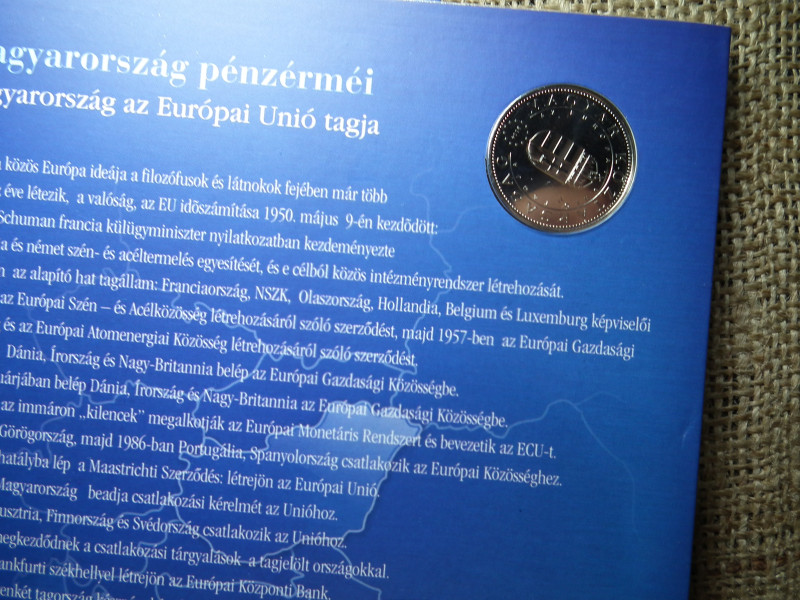 agyarország pénzérméi
gyarország az Európai Unió tagja
közös Európa ideája a filozófusok és látnokok fejében már több
éve létezik, a valóság, az EU időszámítása 1950. május 9-én kezdődött:
Schuman francia külügyminiszter nyilatkozatban kezdeményezte
a és német szén- és acéltermelés egyesítését, és e célból közös intézményrendszer létrehozását.
az alapító hat tagállam: Franciaország, NSZK, Olaszország, Hollandia, Belgium és Luxemburg képviselői
az Európai Szén – és Acélközösség létrehozásáról szóló szerződést, majd 1957-ben az Európai Gazdasági
és az Európai Atomenergiai Közösség létrehozásáról szóló szerződést.
Dánia, Írország és Nagy-Britannia belép az Európai Gazdasági Közösségbe.
uárjában belép Dánia, Írország és Nagy-Britannia az Európai Gazdasági Közösségbe.
az immáron „kilencek” megalkotják az Európai Monetáris Rendszert és bevezetik az ECU-t.
Görögország, majd 1986-ban Portugália, Spanyolország csatlakozik az Európai Közösséghez.
hatályba lép a Maastrichti Szerződés: létrejön az Európai Unió.
Magyarország beadja csatlakozási kérelmét az Unióhoz.
usztria, Finnország és Svédország csatlakozik az Unióhoz.
megkezdődnek a csatlakozási tárgyalások a tagjelölt országokkal.
ankfurti székhellyel létrejön az Európai Központi Bank.
MAGYAR